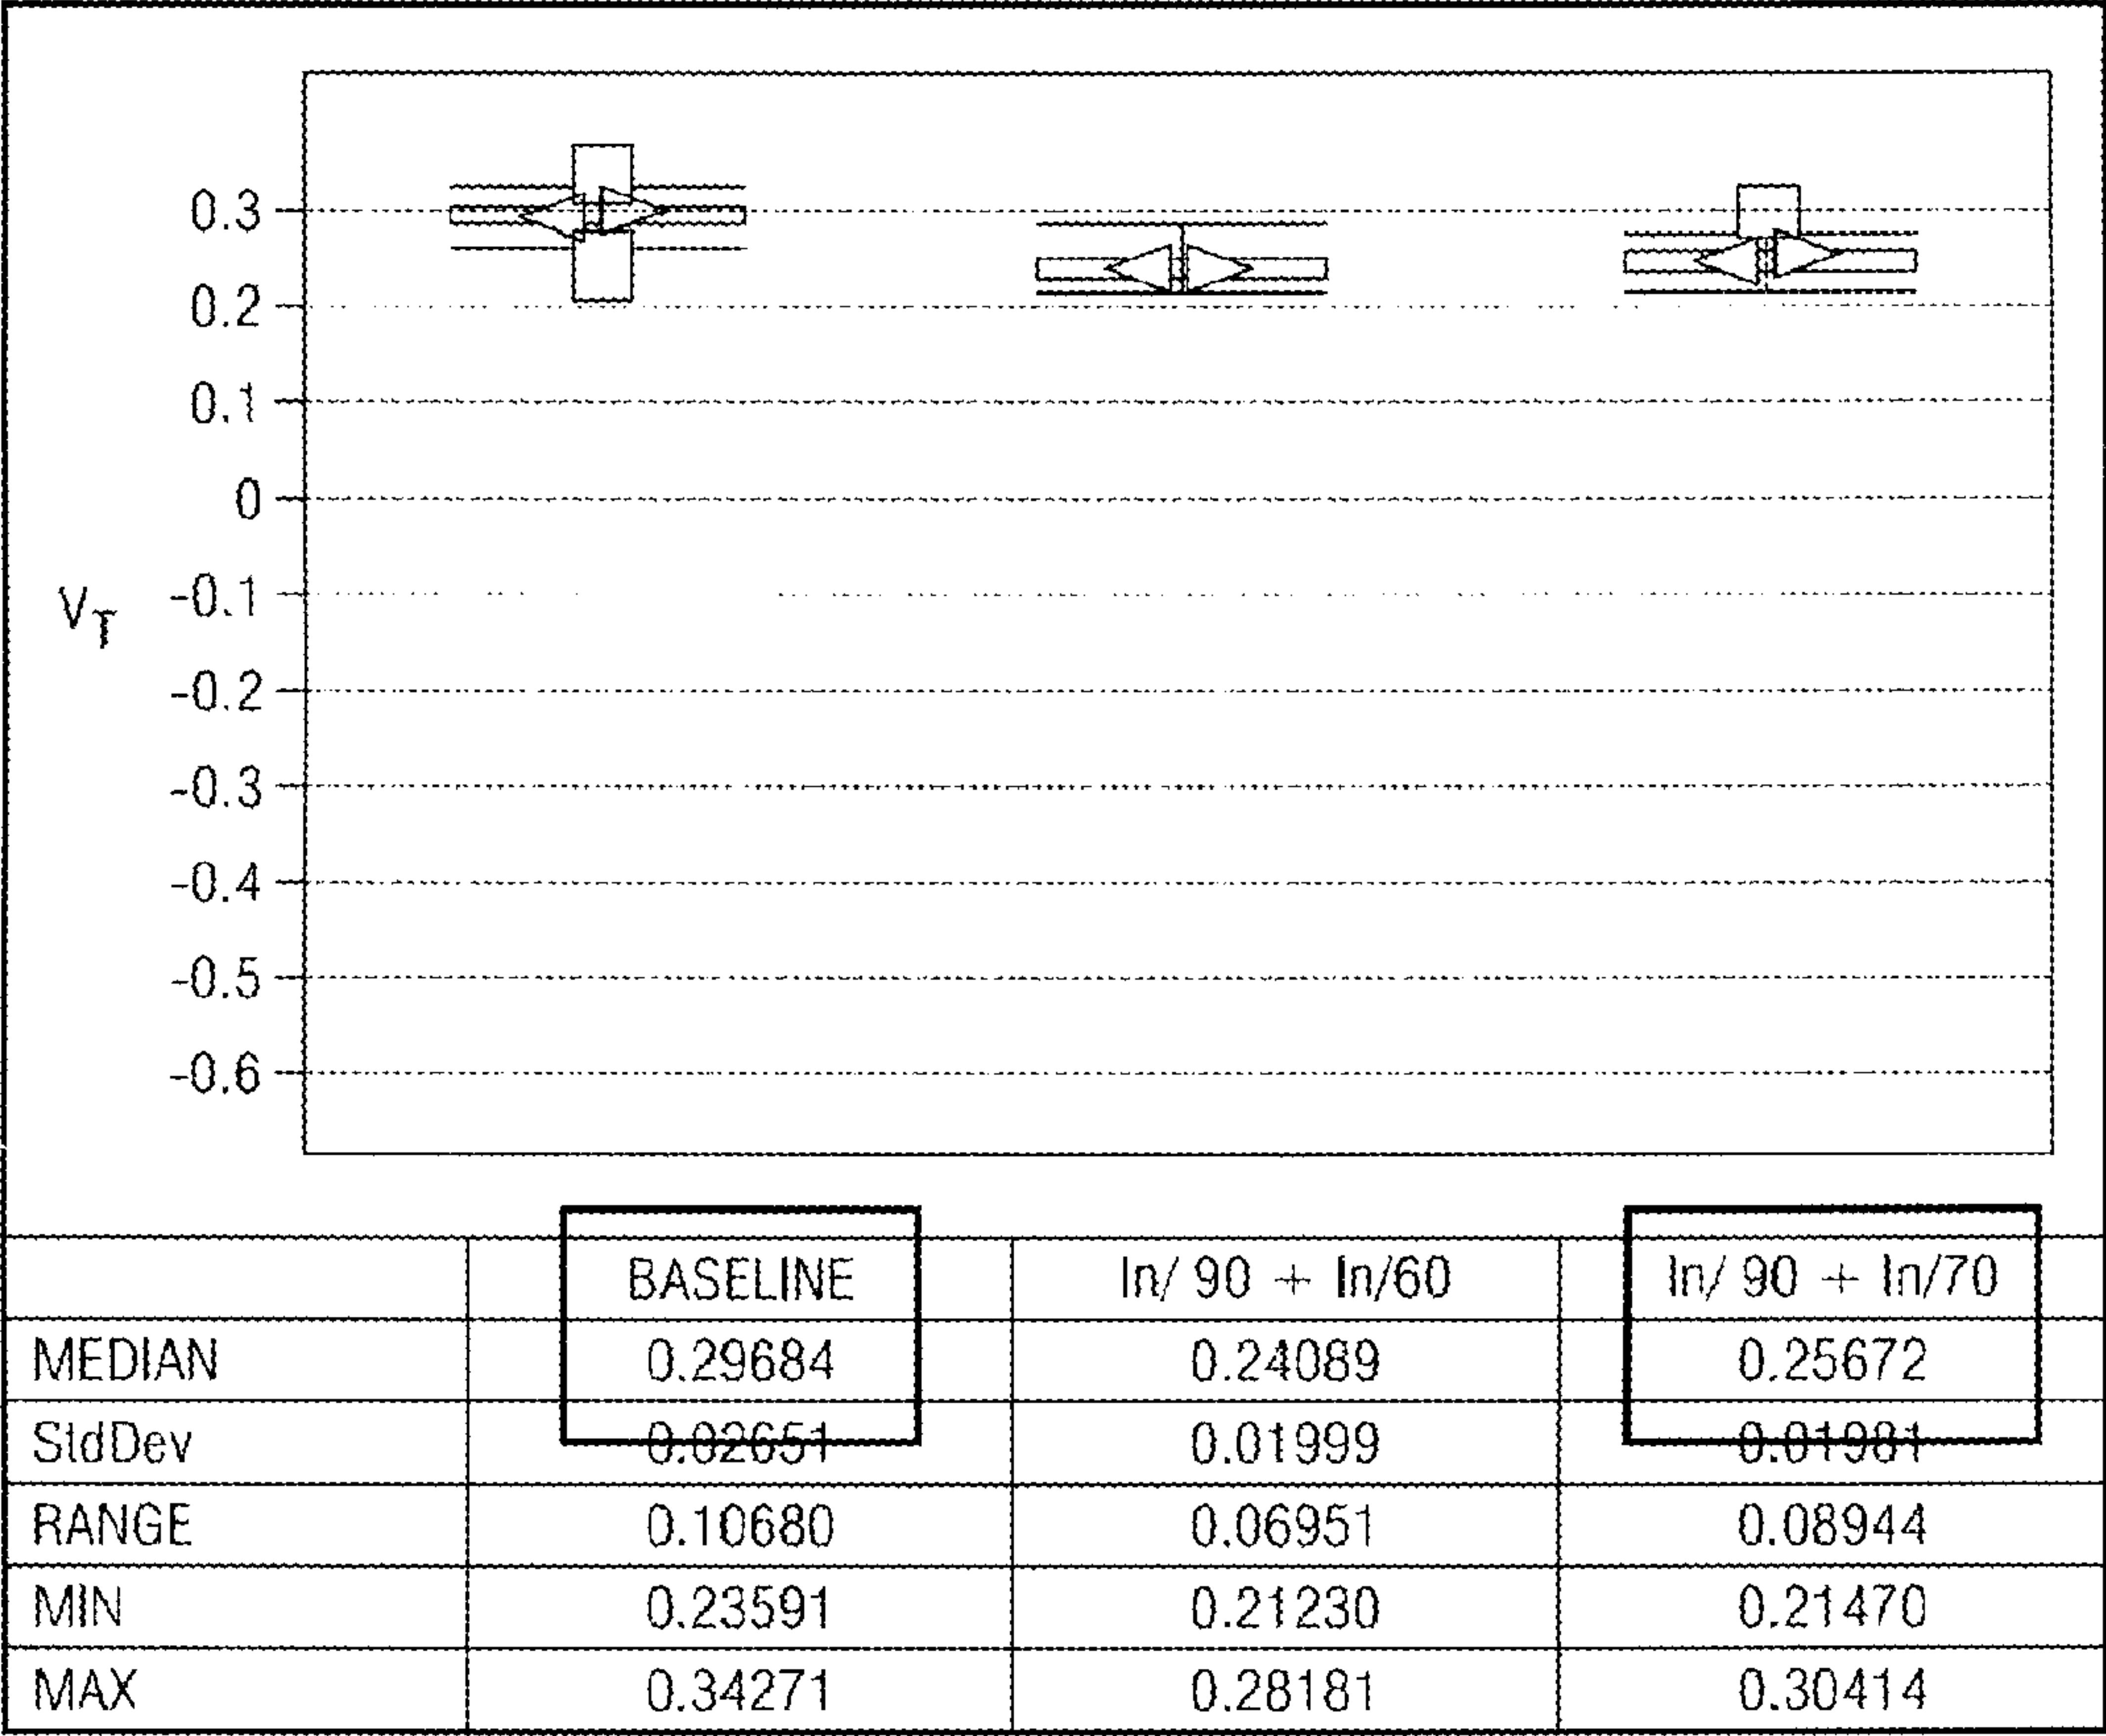 0.3
0.2
0.1
0
V_T -0.1
-0.2
-0.3
-0.4
-0.5
-0.6
BASELINE In/ 90 + In/60 In/ 90 + In/70
MEDIAN 0.29684 0.24089 0.25672
StdDev 0.02651 0.01999 0.01981
RANGE 0.10680 0.06951 0.08944
MIN 0.23591 0.21230 0.21470
MAX 0.34271 0.28181 0.30414